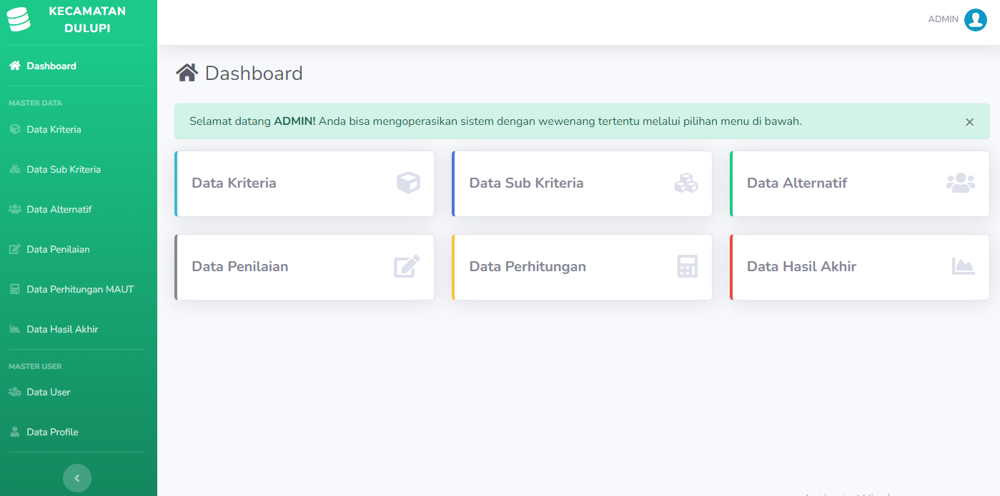 KECAMATAN
DULUPI
Dashboard
MASTER DATA
Data Kriteria
Data Sub Kriteria
Data Alternatif
Data Penilaian
Data Perhitungan MAUT
Data Hasil Akhir
MASTER USER
Data User
Data Profile
ADMIN
Dashboard
Selamat datang ADMIN! Anda bisa mengoperasikan sistem dengan wewenang tertentu melalui pilihan menu di bawah.
Data Kriteria
Data Sub Kriteria
Data Alternatif
Data Penilaian
Data Perhitungan
Data Hasil Akhir